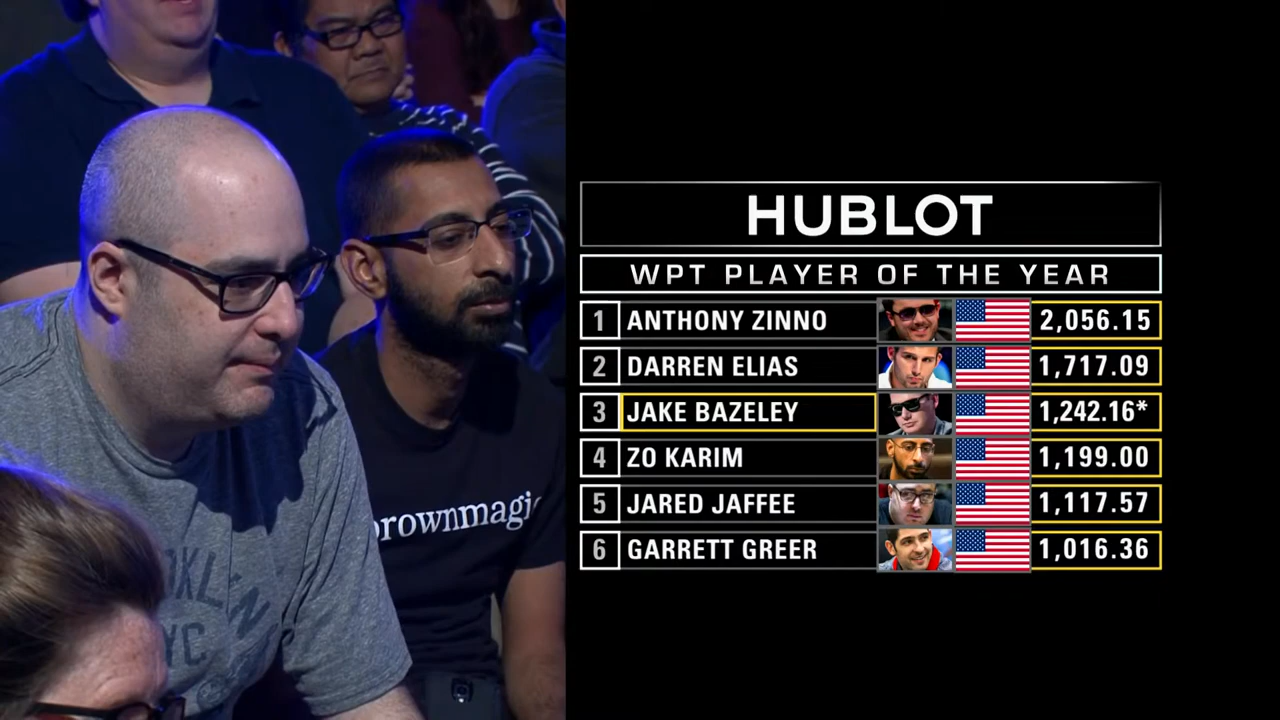 HUBLOT
WPT PLAYER OF THE YEAR
1 ANTHONY ZINNO 2,056.15
2 DARREN ELIAS 1,717.09
3 JAKE BAZELEY 1,242.16*
4 ZO KARIM 1,199.00
5 JARED JAFFEE 1,117.57
6 GARRETT GREER 1,016.36
brownmagic